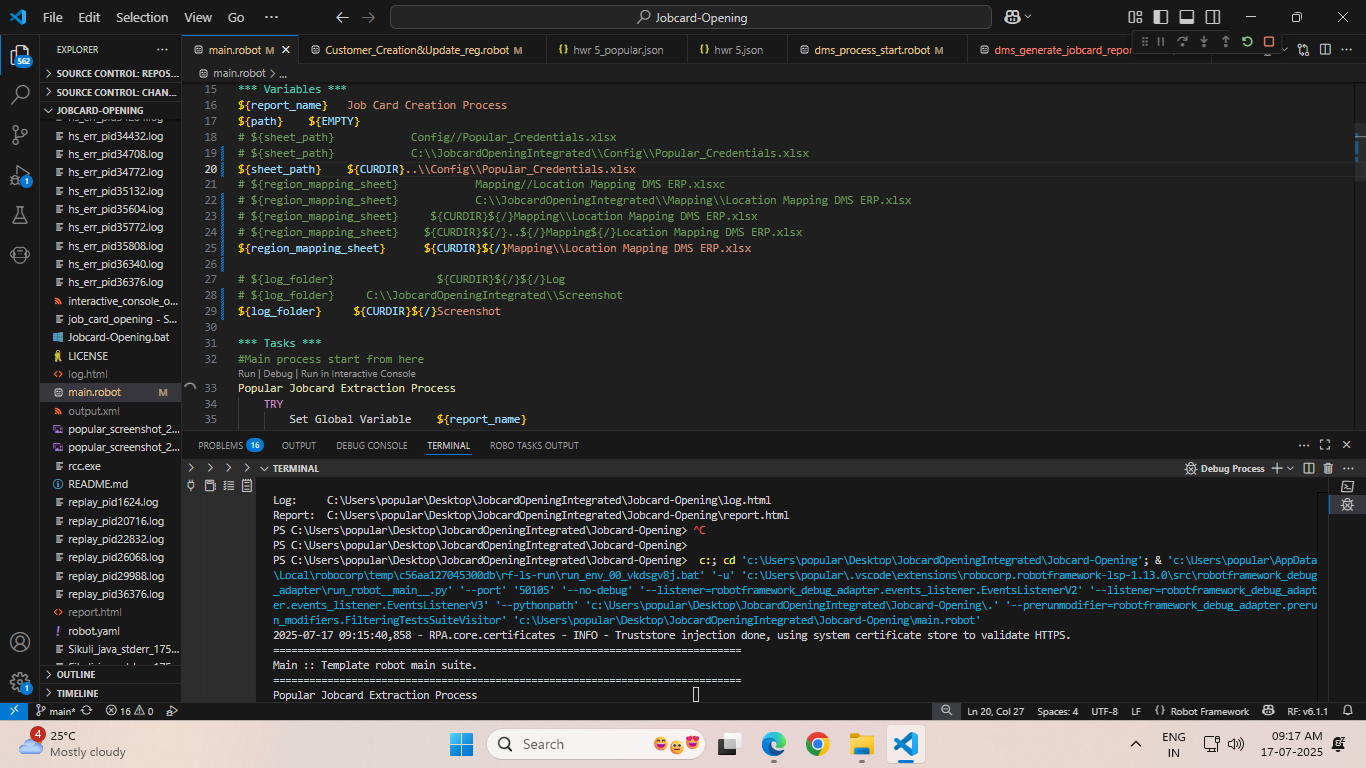 File Edit Selection View Go ···
Jobcard-Opening
EXPLORER
SOURCE CONTROL: REPOS...
SOURCE CONTROL: CHAN...
JOBCARD-OPENING
hs_err_pid34432.log
hs_err_pid34708.log
hs_err_pid34772.log
hs_err_pid35132.log
hs_err_pid35604.log
hs_err_pid35772.log
hs_err_pid35808.log
hs_err_pid36340.log
hs_err_pid36376.log
interactive_console_o...
job_card_opening - S...
Jobcard-Opening.bat
LICENSE
log.html
main.robot M
output.xml
popular_screenshot_2...
popular_screenshot_2...
rcc.exe
README.md
replay_pid1624.log
replay_pid20716.log
replay_pid22832.log
replay_pid26068.log
replay_pid29988.log
replay_pid36376.log
report.html
robot.yaml
Sikuli_java_stderr_175...
OUTLINE
TIMELINE
562
1
1
main.robot M
Customer_Creation&Update_reg.robot M
hwr 5_popular.json
hwr 5.json
dms_process_start.robot M
dms_generate_jobcard_repor
main.robot > ...
15 *** Variables ***
16 ${report_name} Job Card Creation Process
17 ${path} ${EMPTY}
18 # ${sheet_path} Config//Popular_Credentials.xlsx
19 # ${sheet_path} C:\\JobcardOpeningIntegrated\\Config\\Popular_Credentials.xlsx
20 ${sheet_path} ${CURDIR}..\\Config\\Popular_Credentials.xlsx
21 # ${region_mapping_sheet} Mapping//Location Mapping DMS ERP.xlsxc
22 # ${region_mapping_sheet} C:\\JobcardOpeningIntegrated\\Mapping\\Location Mapping DMS ERP.xlsx
23 # ${region_mapping_sheet} ${CURDIR}${/}Mapping\\Location Mapping DMS ERP.xlsx
24 # ${region_mapping_sheet} ${CURDIR}${/}..${/}Mapping${/}Location Mapping DMS ERP.xlsx
25 ${region_mapping_sheet} ${CURDIR}${/}Mapping\\Location Mapping DMS ERP.xlsx
26
27 # ${log_folder} ${CURDIR}${/}${/}Log
28 # ${log_folder} C:\\JobcardOpeningIntegrated\\Screenshot
29 ${log_folder} ${CURDIR}${/}Screenshot
30
31 *** Tasks ***
32 #Main process start from here
Run | Debug | Run in Interactive Console
33 Popular Jobcard Extraction Process
34 TRY
35 Set Global Variable ${report_name}
PROBLEMS 16 OUTPUT DEBUG CONSOLE TERMINAL ROBO TASKS OUTPUT
TERMINAL
Debug Process
Log: C:\Users\popular\Desktop\JobcardOpeningIntegrated\Jobcard-Opening\log.html
Report: C:\Users\popular\Desktop\JobcardOpeningIntegrated\Jobcard-Opening\report.html
PS C:\Users\popular\Desktop\JobcardOpeningIntegrated\Jobcard-Opening> ^C
PS C:\Users\popular\Desktop\JobcardOpeningIntegrated\Jobcard-Opening>
PS C:\Users\popular\Desktop\JobcardOpeningIntegrated\Jobcard-Opening> c:; cd 'c:\Users\popular\Desktop\JobcardOpeningIntegrated\Jobcard-Opening'; & 'c:\Users\popular\AppData
\Local\robocorp\temp\c56aa127045300db\rf-ls-run\run_env_00_vkdsgv8j.bat' '-u' 'c:\Users\popular\.vscode\extensions\robocorp.robotframework-lsp-1.13.0\src\robotframework_debug
_adapter\run_robot__main__.py' '--port' '50105' '--no-debug' '--listener=robotframework_debug_adapter.events_listener.EventsListenerV2' '--listener=robotframework_debug_adapt
er.events_listener.EventsListenerV3' '--pythonpath' 'c:\Users\popular\Desktop\JobcardOpeningIntegrated\Jobcard-Opening\.' '--prerunmodifier=robotframework_debug_adapter.preru
n_modifiers.FilteringTestsSuiteVisitor' 'c:\Users\popular\Desktop\JobcardOpeningIntegrated\Jobcard-Opening\main.robot'
2025-07-17 09:15:40,858 - RPA.core.certificates - INFO - Truststore injection done, using system certificate store to validate HTTPS.
==============================================================================
Main :: Template robot main suite.
==============================================================================
Popular Jobcard Extraction Process
main* 16 0
Ln 20, Col 27 Spaces: 4 UTF-8 LF Robot Framework RF: v6.1.1
4
25°C
Mostly cloudy
Search
ENG
IN
09:17 AM
17-07-2025